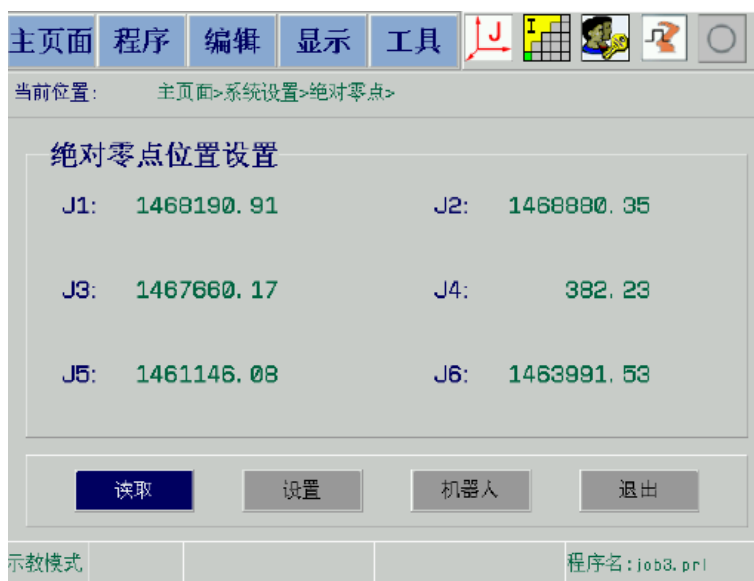 主页面 程序 编辑 显示 工具 J I
当前位置: 主页面>系统设置>绝对零点>
绝对零点位置设置
J1: 1468190.91 J2: 1468880.35
J3: 1467660.17 J4: 382.23
J5: 1461146.08 J6: 1463991.53
读取 设置 机器人 退出
示教模式 程序名:job3.prl